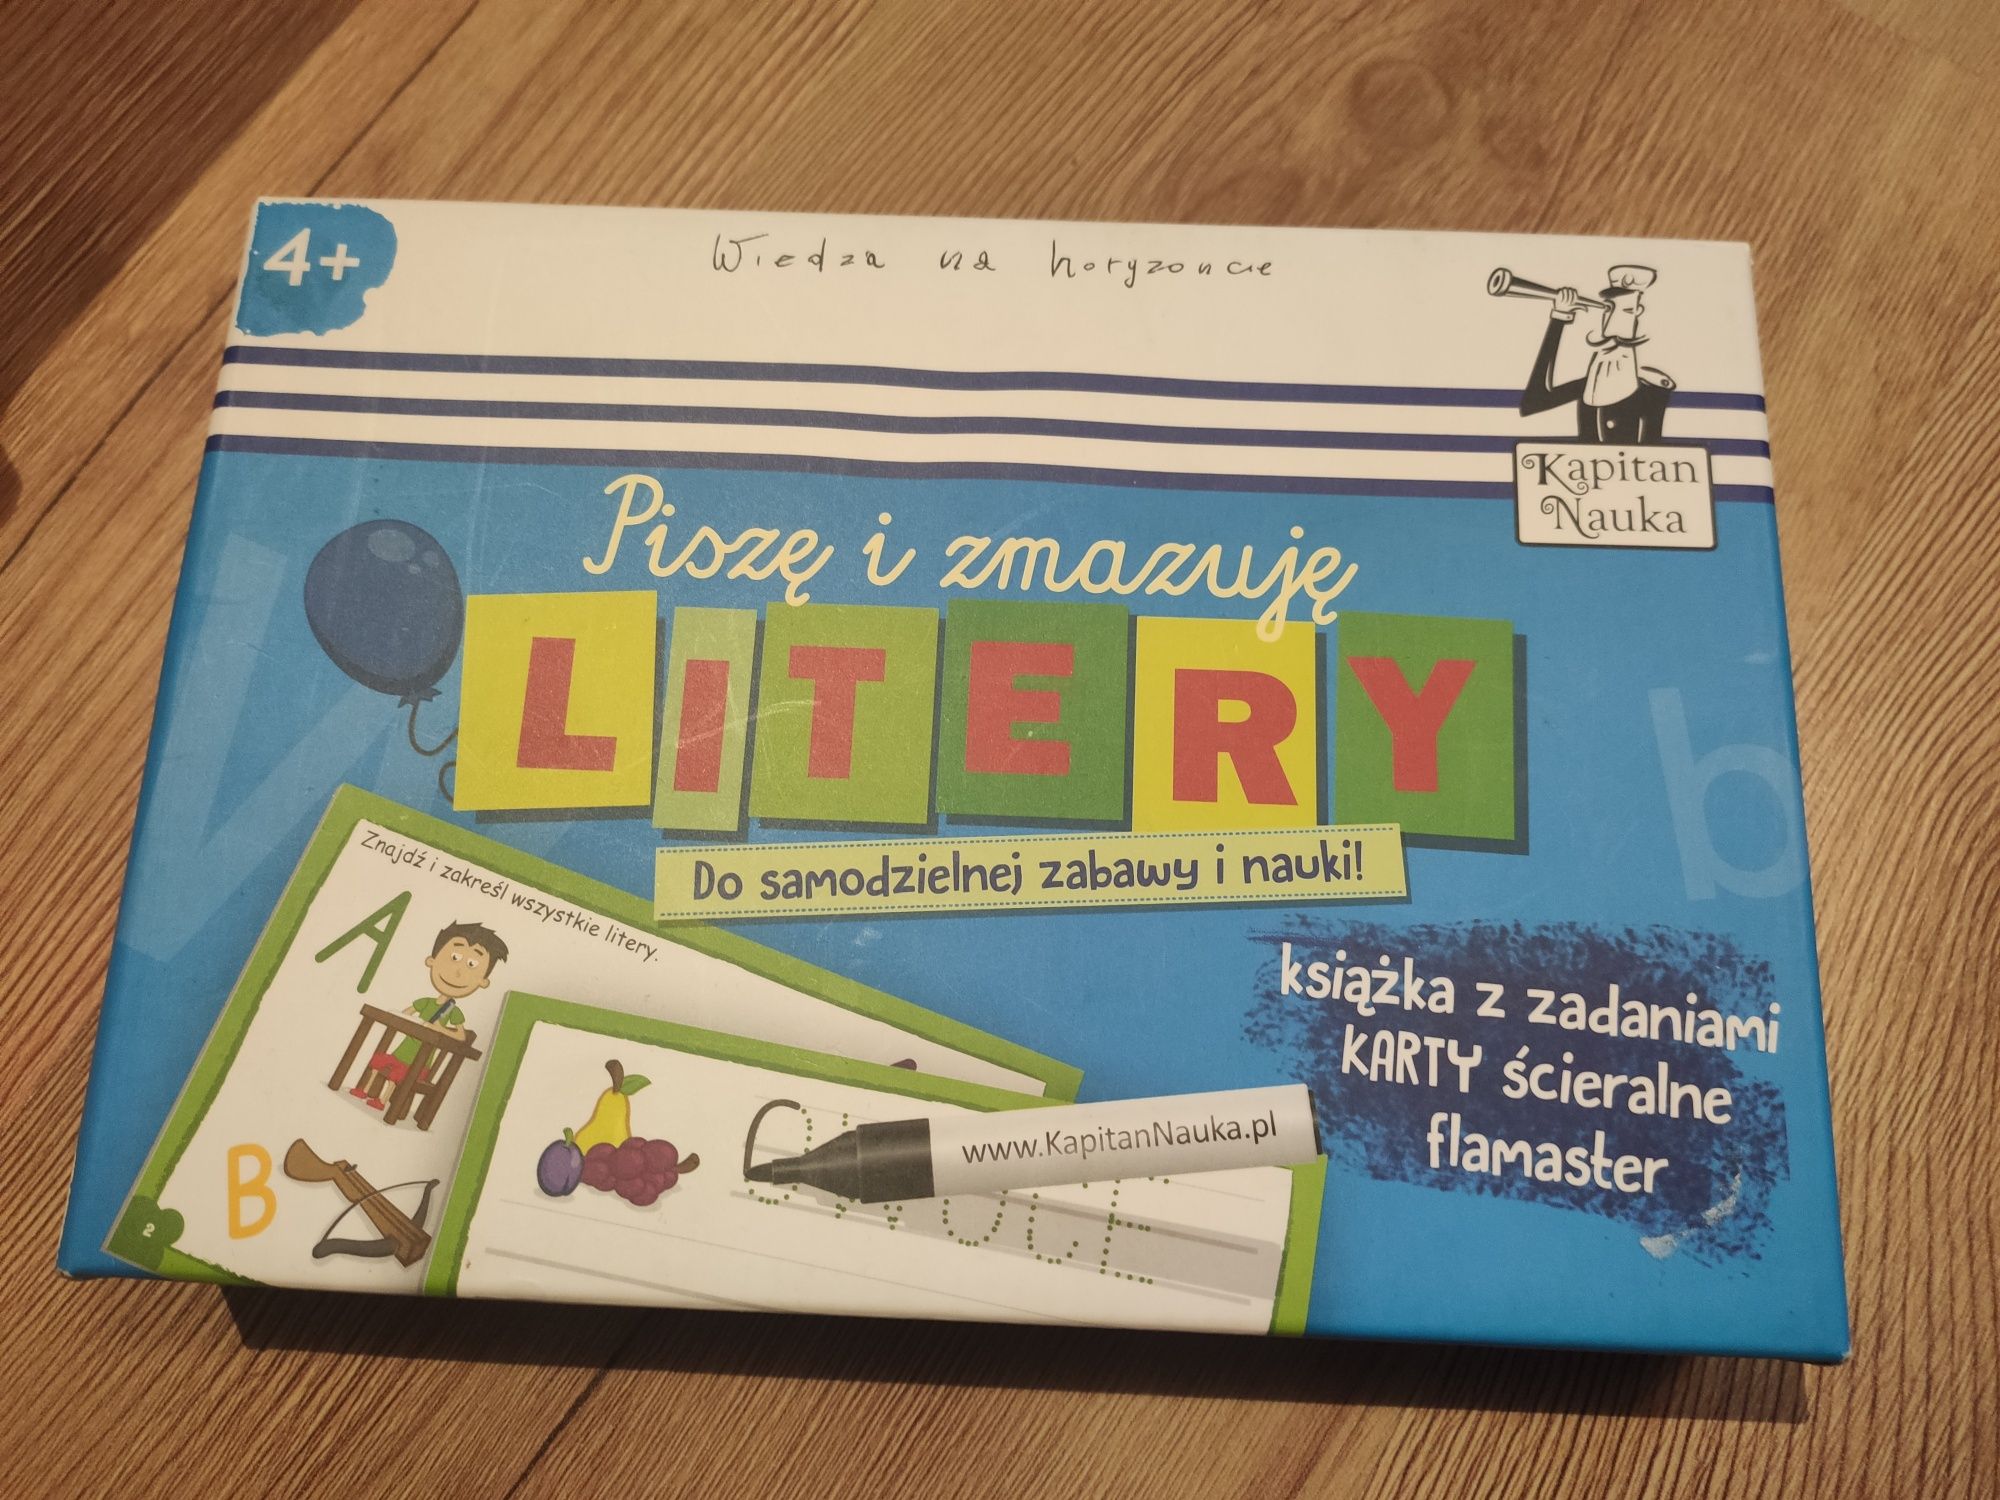 4+
Wiedza na horyzoncie
Kapitan
Nauka
Piszę i zmazuję
LITERY
Do samodzielnej zabawy i nauki!
Znajdź i zakreśl wszystkie litery.
A
B
2
www.KapitanNauka.pl
książka z zadaniami
KARTY ścieralne
flamaster
b